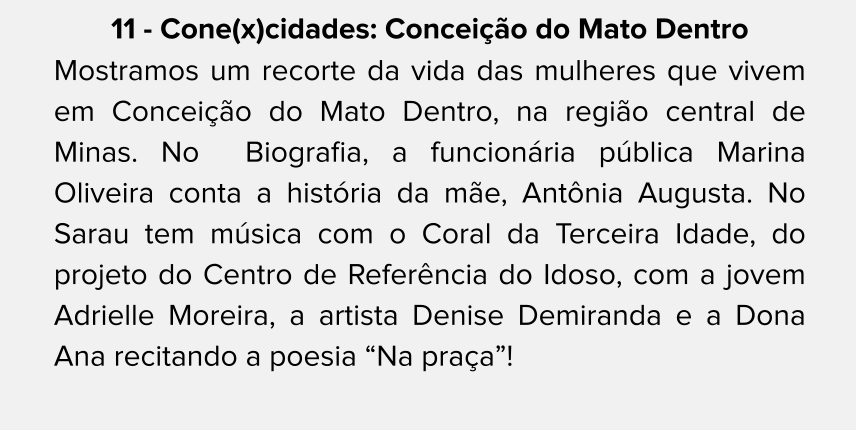 11 - Cone(x)cidades: Conceição do Mato Dentro
Mostramos um recorte da vida das mulheres que vivem
em Conceição do Mato Dentro, na região central de
Minas. No Biografia, a funcionária pública Marina
Oliveira conta a história da mãe, Antônia Augusta. No
Sarau tem música com o Coral da Terceira Idade, do
projeto do Centro de Referência do Idoso, com a jovem
Adrielle Moreira, a artista Denise Demiranda e a Dona
Ana recitando a poesia “Na praça”!